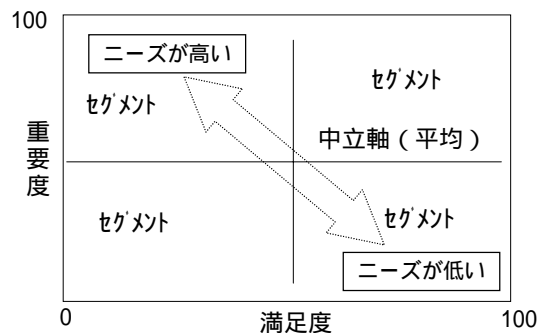 100
ニーズが高い
セグメント
セグメント
重要度
中立軸（平均）
セグメント
セグメント
ニーズが低い
0
満足度
100